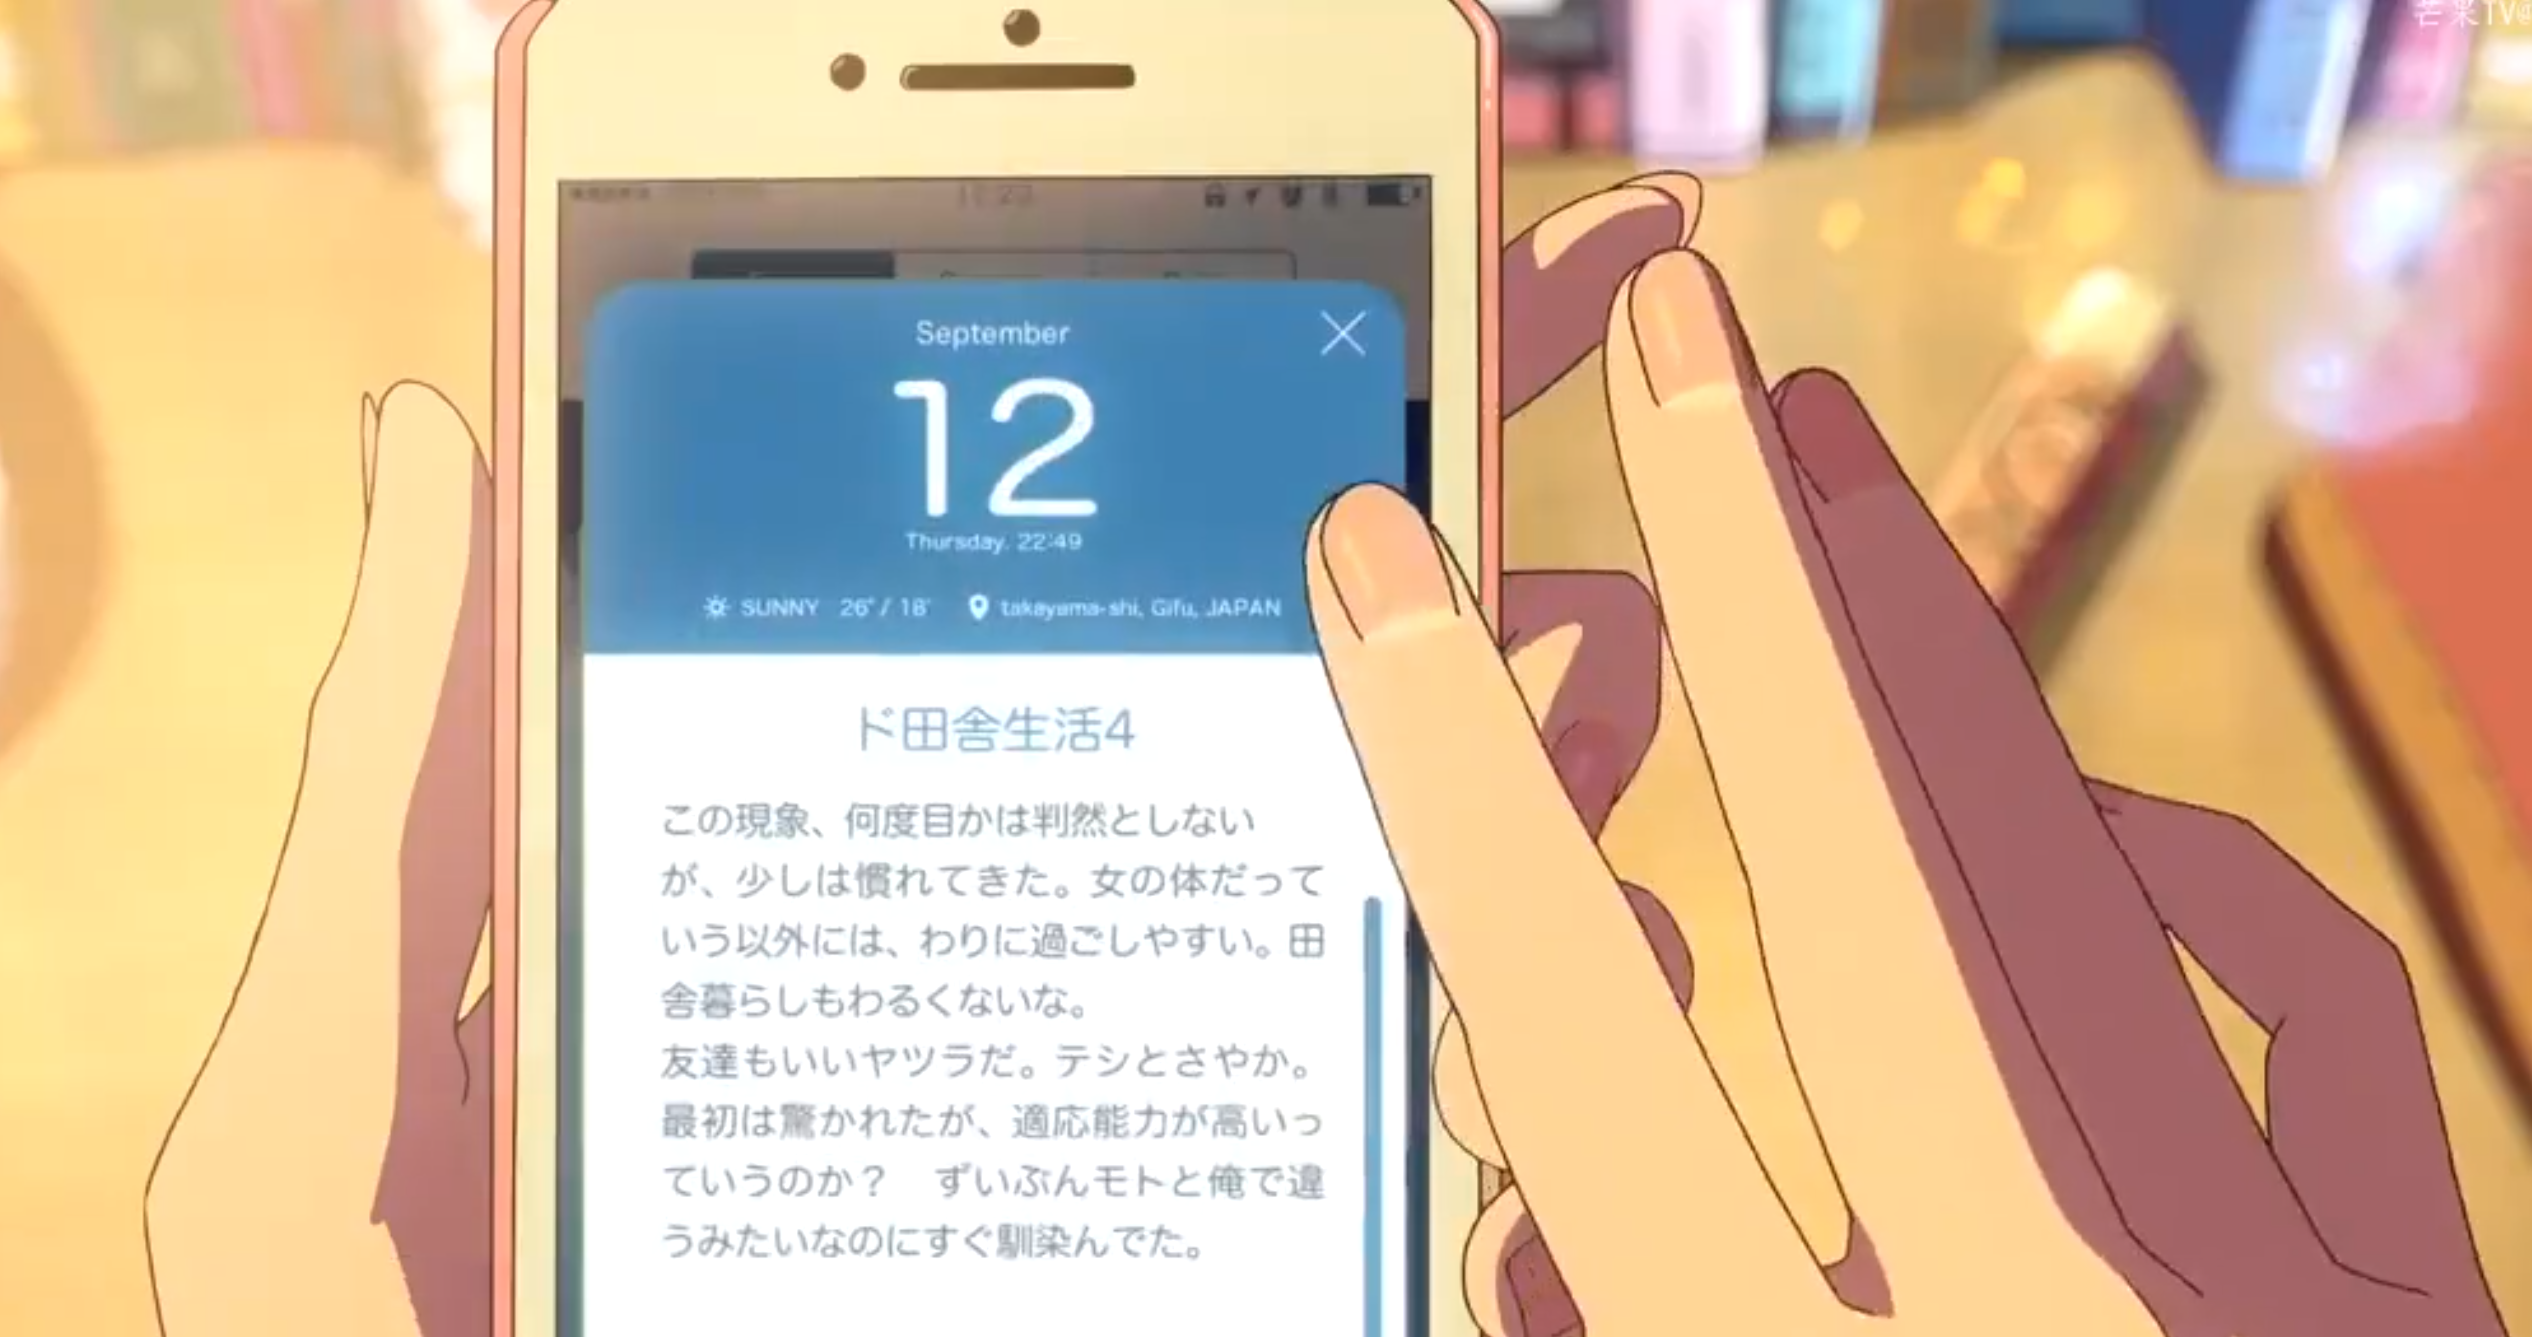 芒果TV
September
12
Thursday. 22:49
SUNNY 26°/ 18° takayama-shi, Gifu, JAPAN
ド田舎生活4
この現象、何度目かは判然としない
が、少しは慣れてきた。女の体だって
いう以外には、わりに過ごしやすい。田
舎暮らしもわるくないな。
友達もいいヤツラだ。テシとさやか。
最初は驚かれたが、適応能力が高いっ
ていうのか？　ずいぶんモトと俺で違
うみたいなのにすぐ馴染んでた。